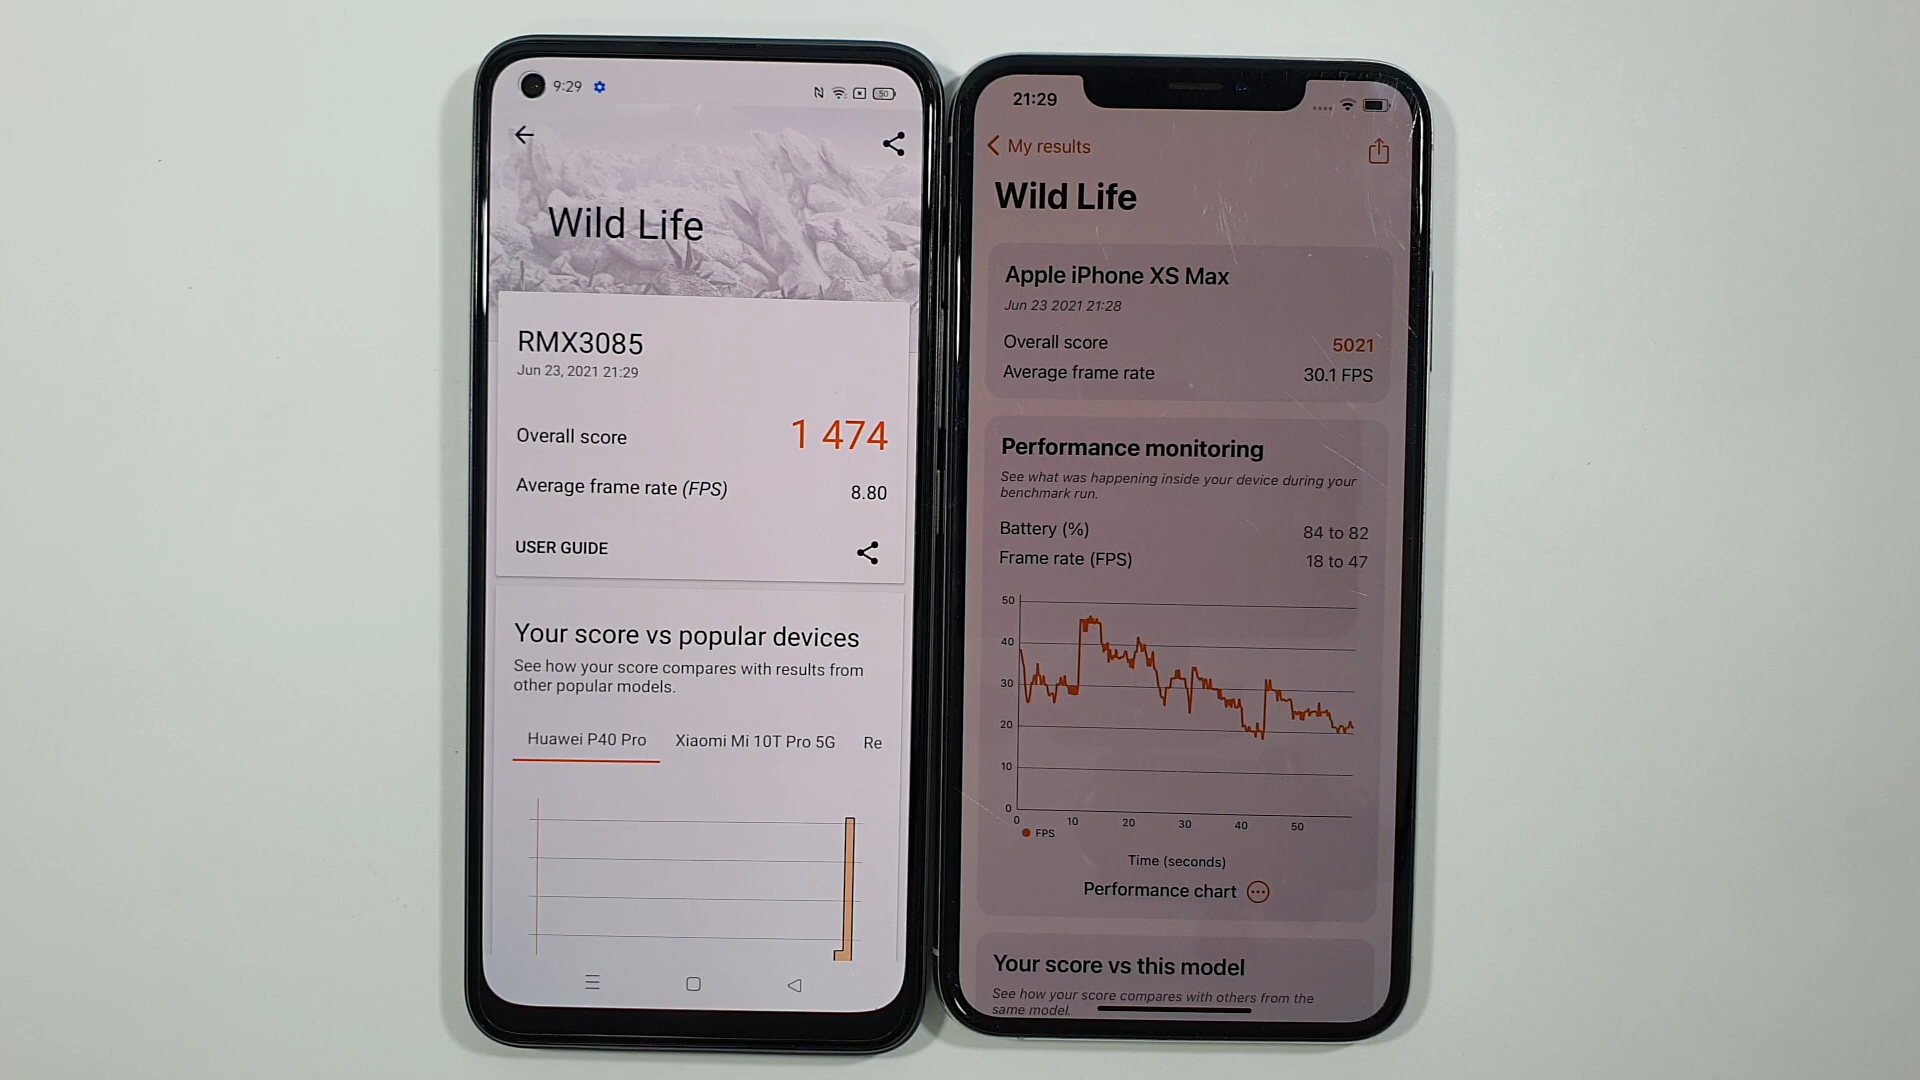 9:29
50
Wild Life
RMX3085
Jun 23, 2021 21:29
Overall score
1 474
Average frame rate (FPS)
8.80
USER GUIDE
Your score vs popular devices
See how your score compares with results from
other popular models.
Huawei P40 Pro
Xiaomi Mi 10T Pro 5G
Re
21:29
My results
Wild Life
Apple iPhone XS Max
Jun 23 2021 21:28
Overall score
5021
Average frame rate
30.1 FPS
Performance monitoring
See what was happening inside your device during your
benchmark run.
Battery (%)
84 to 82
Frame rate (FPS)
18 to 47
50
40
30
20
10
0
0 10 20 30 40 50
FPS
Time (seconds)
Performance chart
Your score vs this model
See how your score compares with others from the
same model.